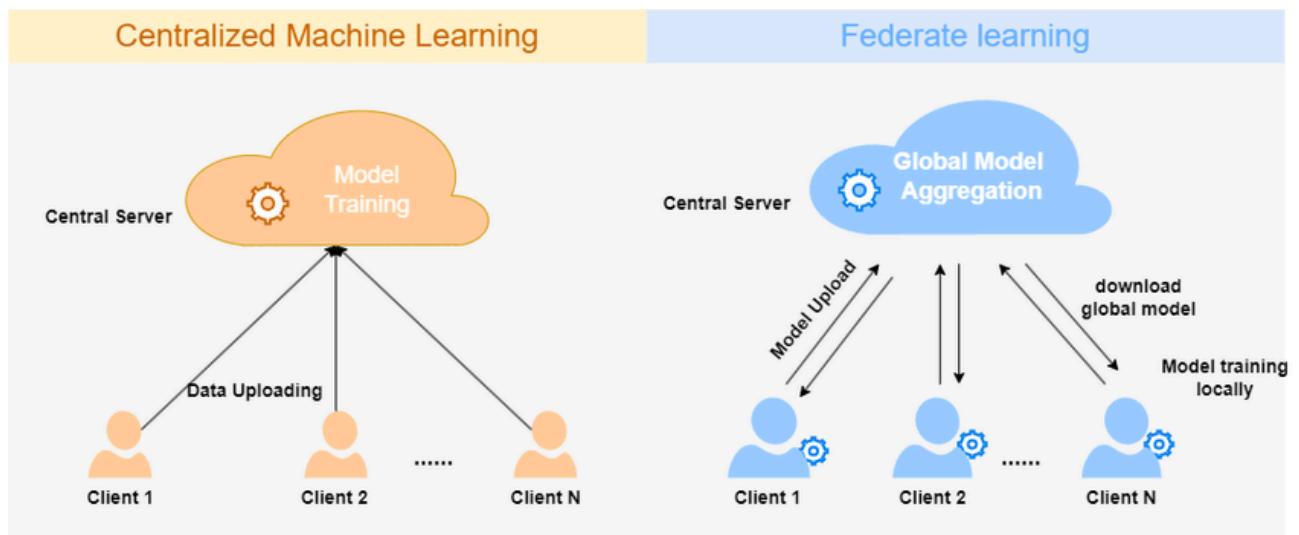 Centralized Machine Learning
Federate learning
Model
Training
Central Server
Data Uploading
Client 1
Client 2
......
Client N
Global Model
Aggregation
Central Server
Model Upload
download
global model
Model training
locally
Client 1
Client 2
......
Client N